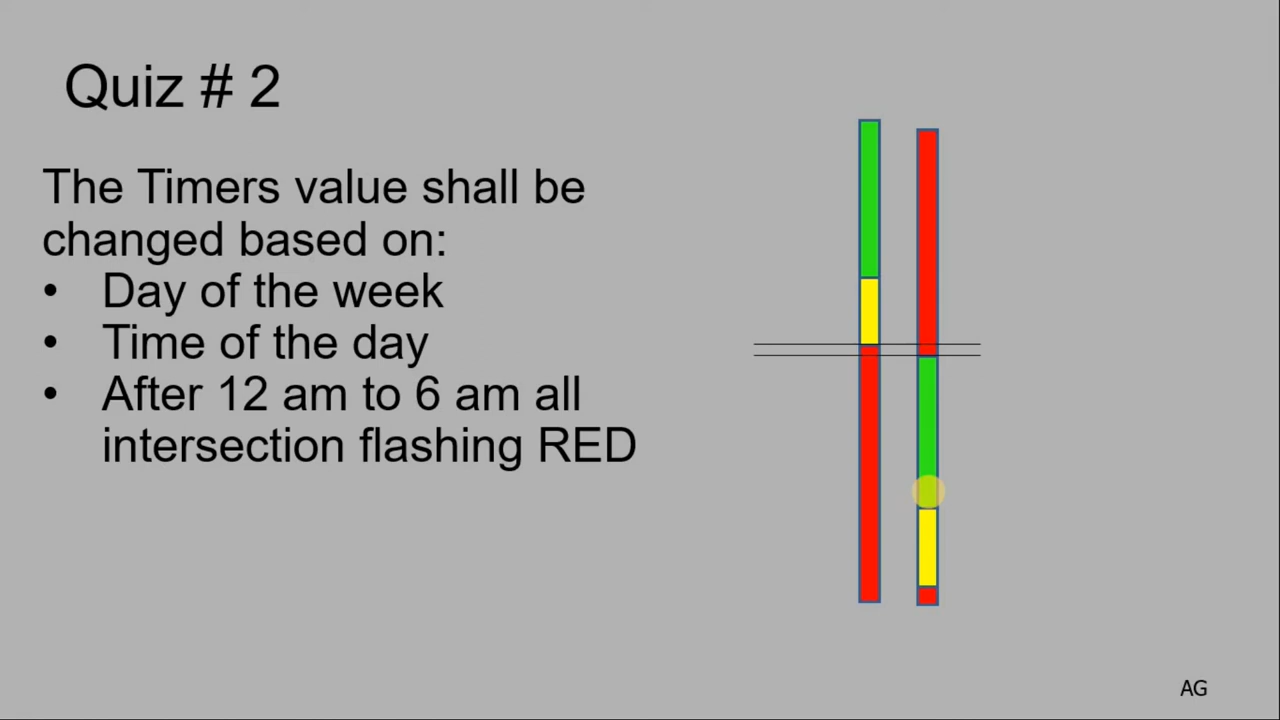 Quiz # 2
The Timers value shall be
changed based on:
• Day of the week
• Time of the day
• After 12 am to 6 am all
intersection flashing RED
AG